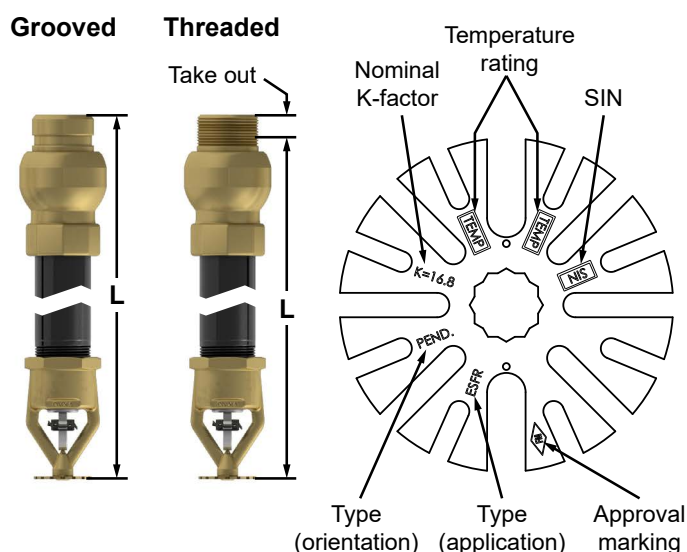 Grooved
Threaded
Take out
L
L
Temperature
rating
Nominal
K-factor
SIN
TEMP
TEMP
SIN
K=16.8
PEND.
ESFR
Type
(orientation)
Type
(application)
Approval
marking